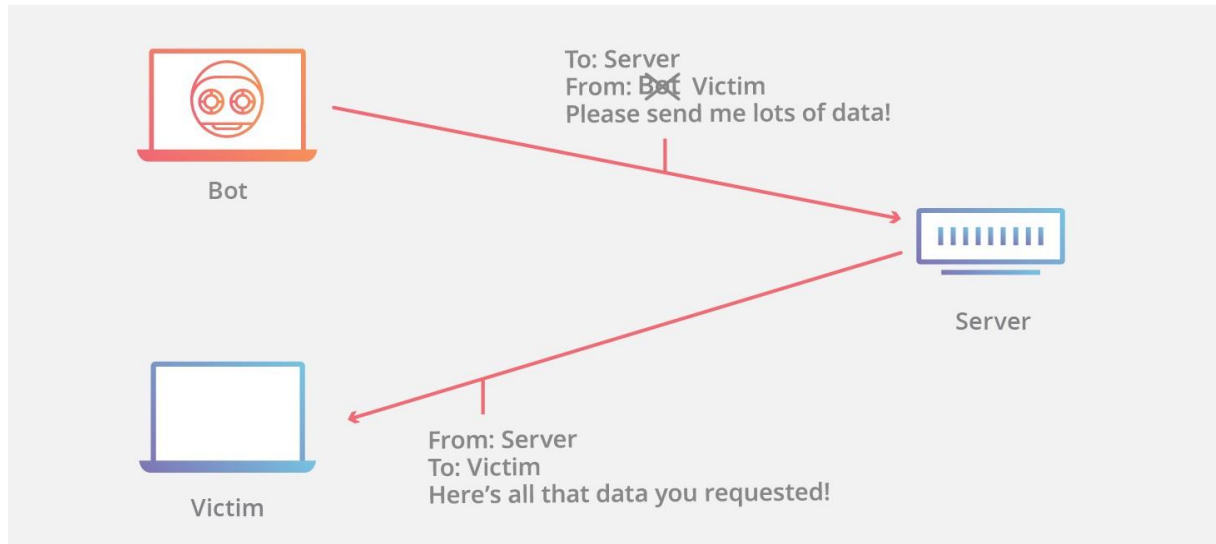 To: Server
From: Bot Victim
Please send me lots of data!
Bot
Server
Victim
From: Server
To: Victim
Here's all that data you requested!